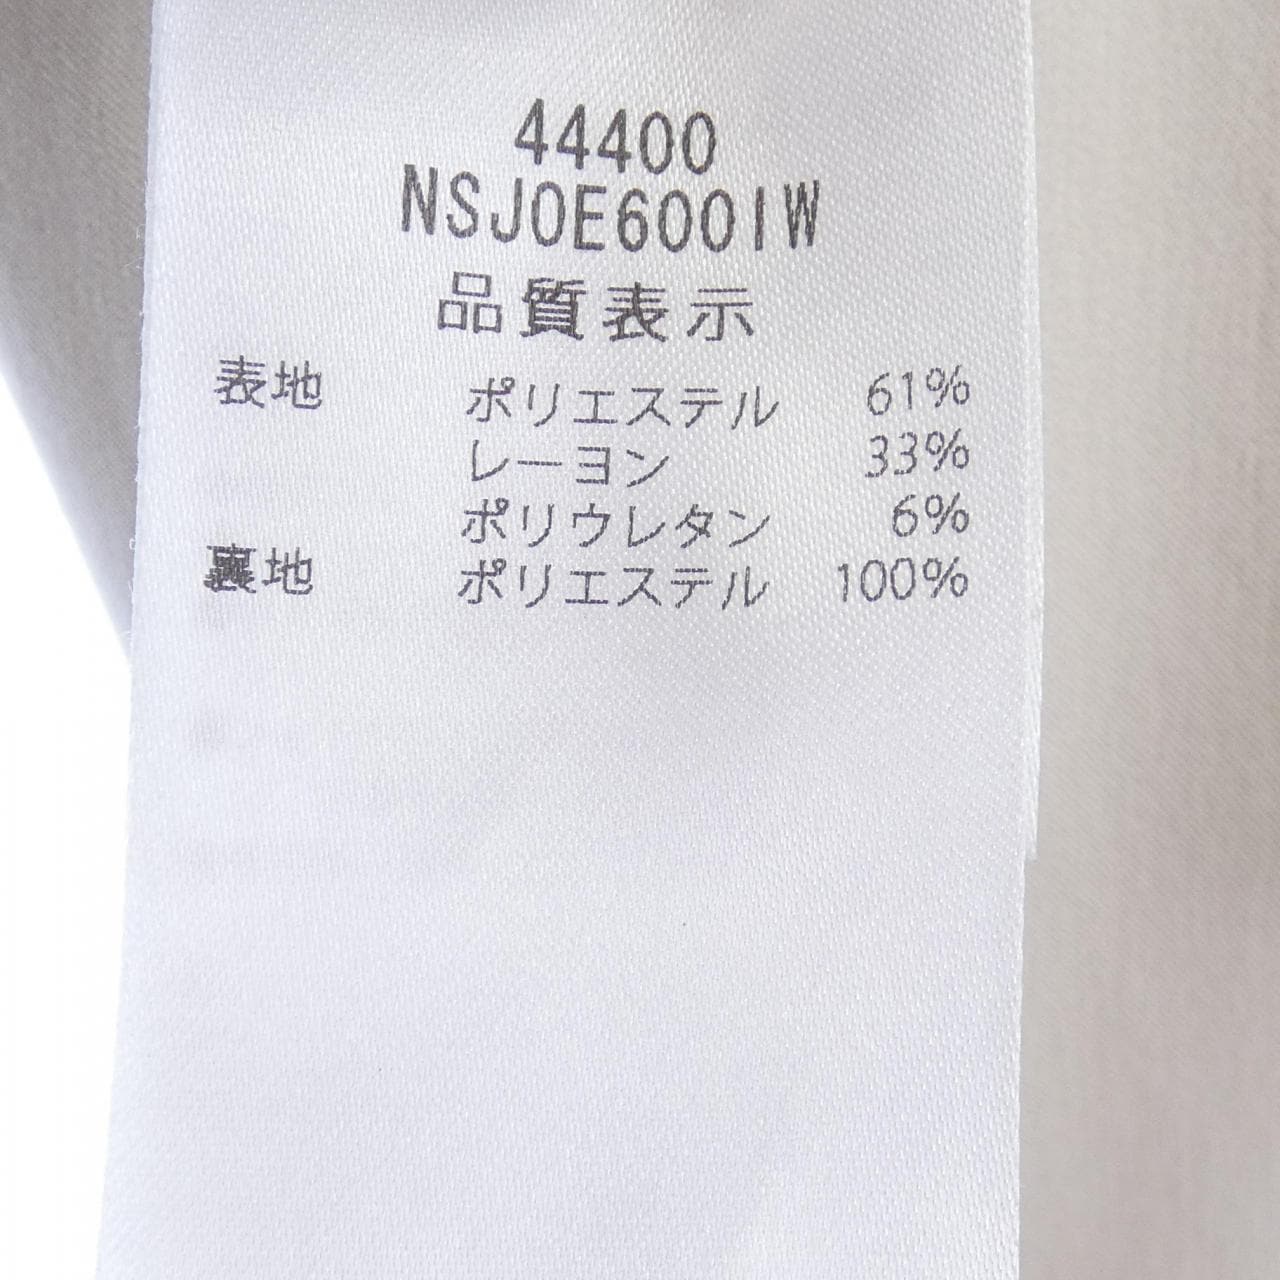 44400
NSJOE6001W
品質表示
表地 ポリエステル 61%
レーヨン 33%
ポリウレタン 6%
裏地 ポリエステル 100%